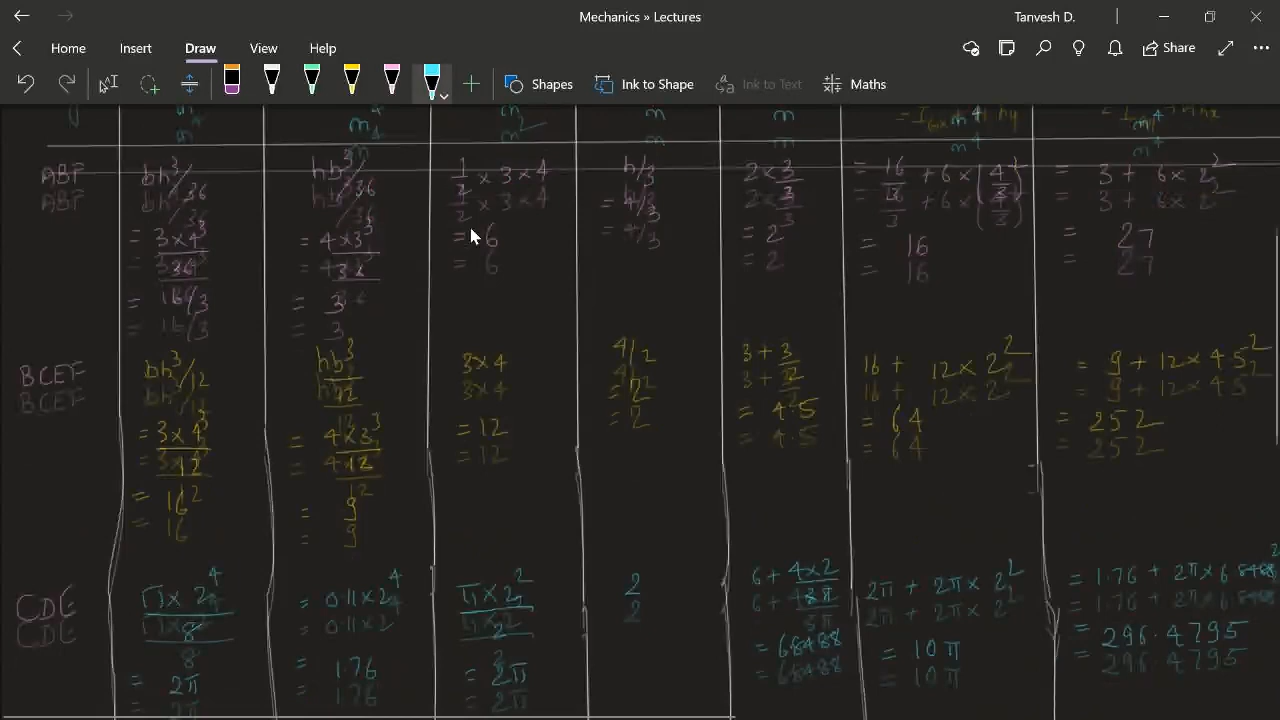 Mechanics » Lectures
Tanvesh D.
Home Insert Draw View Help
Share
Shapes Ink to Shape Ink to Text Maths
m⁴ m⁴ m² m m m⁴ m⁴
ABF bh³/36 hb³/36 1/2 × 3 × 4 h/3 2 × 3/3 = 16/3 + 6 × (4/3)² = 3 + 6 × 2²
= 3×4³/36 = 4×3³/36 = 6 = 4/3 = 2 = 16 = 27
= 16/3 = 3
BCEF bh³/12 hb³/12 3×4 4/2 3 + 3/2 16 + 12 × 2² = 9 + 12 × 4.5²
= 3×4³/12 = 4×3³/12 = 12 = 2 = 4.5 = 64 = 252
= 16 = 9
CDE π × 2⁴/8 = 0.11 × 2⁴ π × 2²/2 2 6 + 4×2/3π 2π + 2π × 2² = 1.76 + 2π × 6.8488²
= 2π = 1.76 = 2π = 6.8488 = 10π = 296.4795